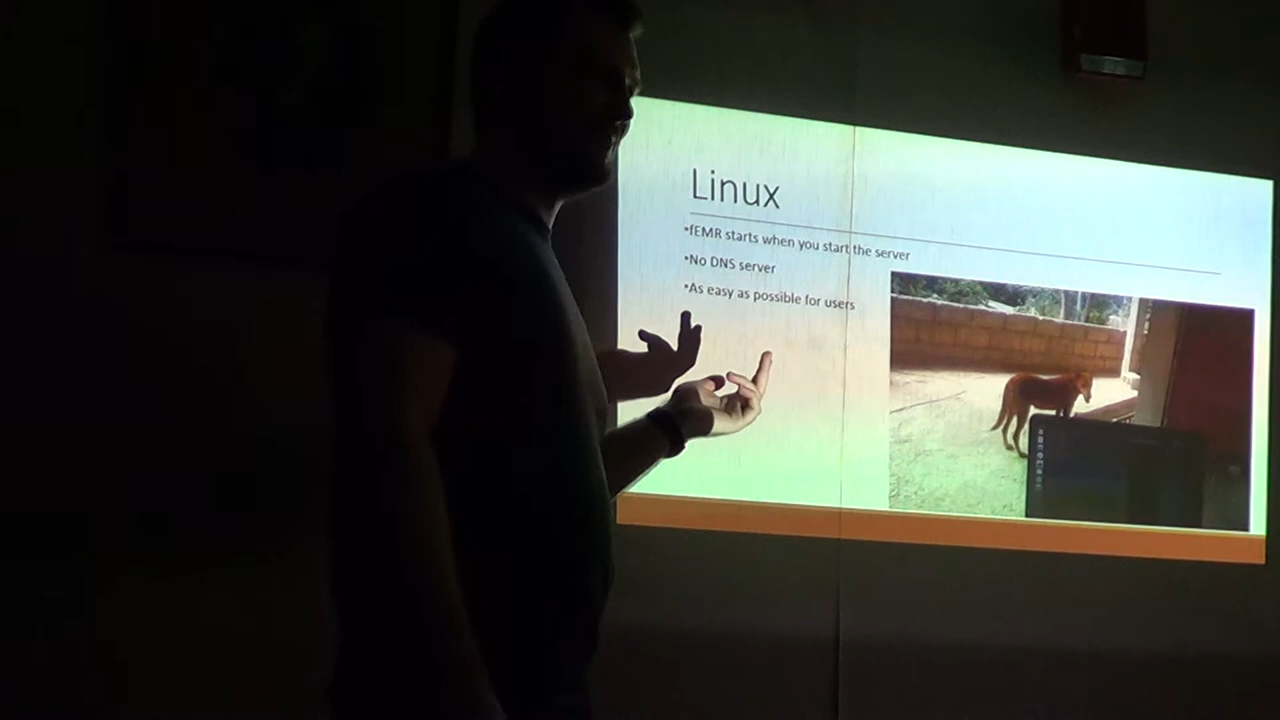 Linux
•fEMR starts when you start the server
•No DNS server
•As easy as possible for users